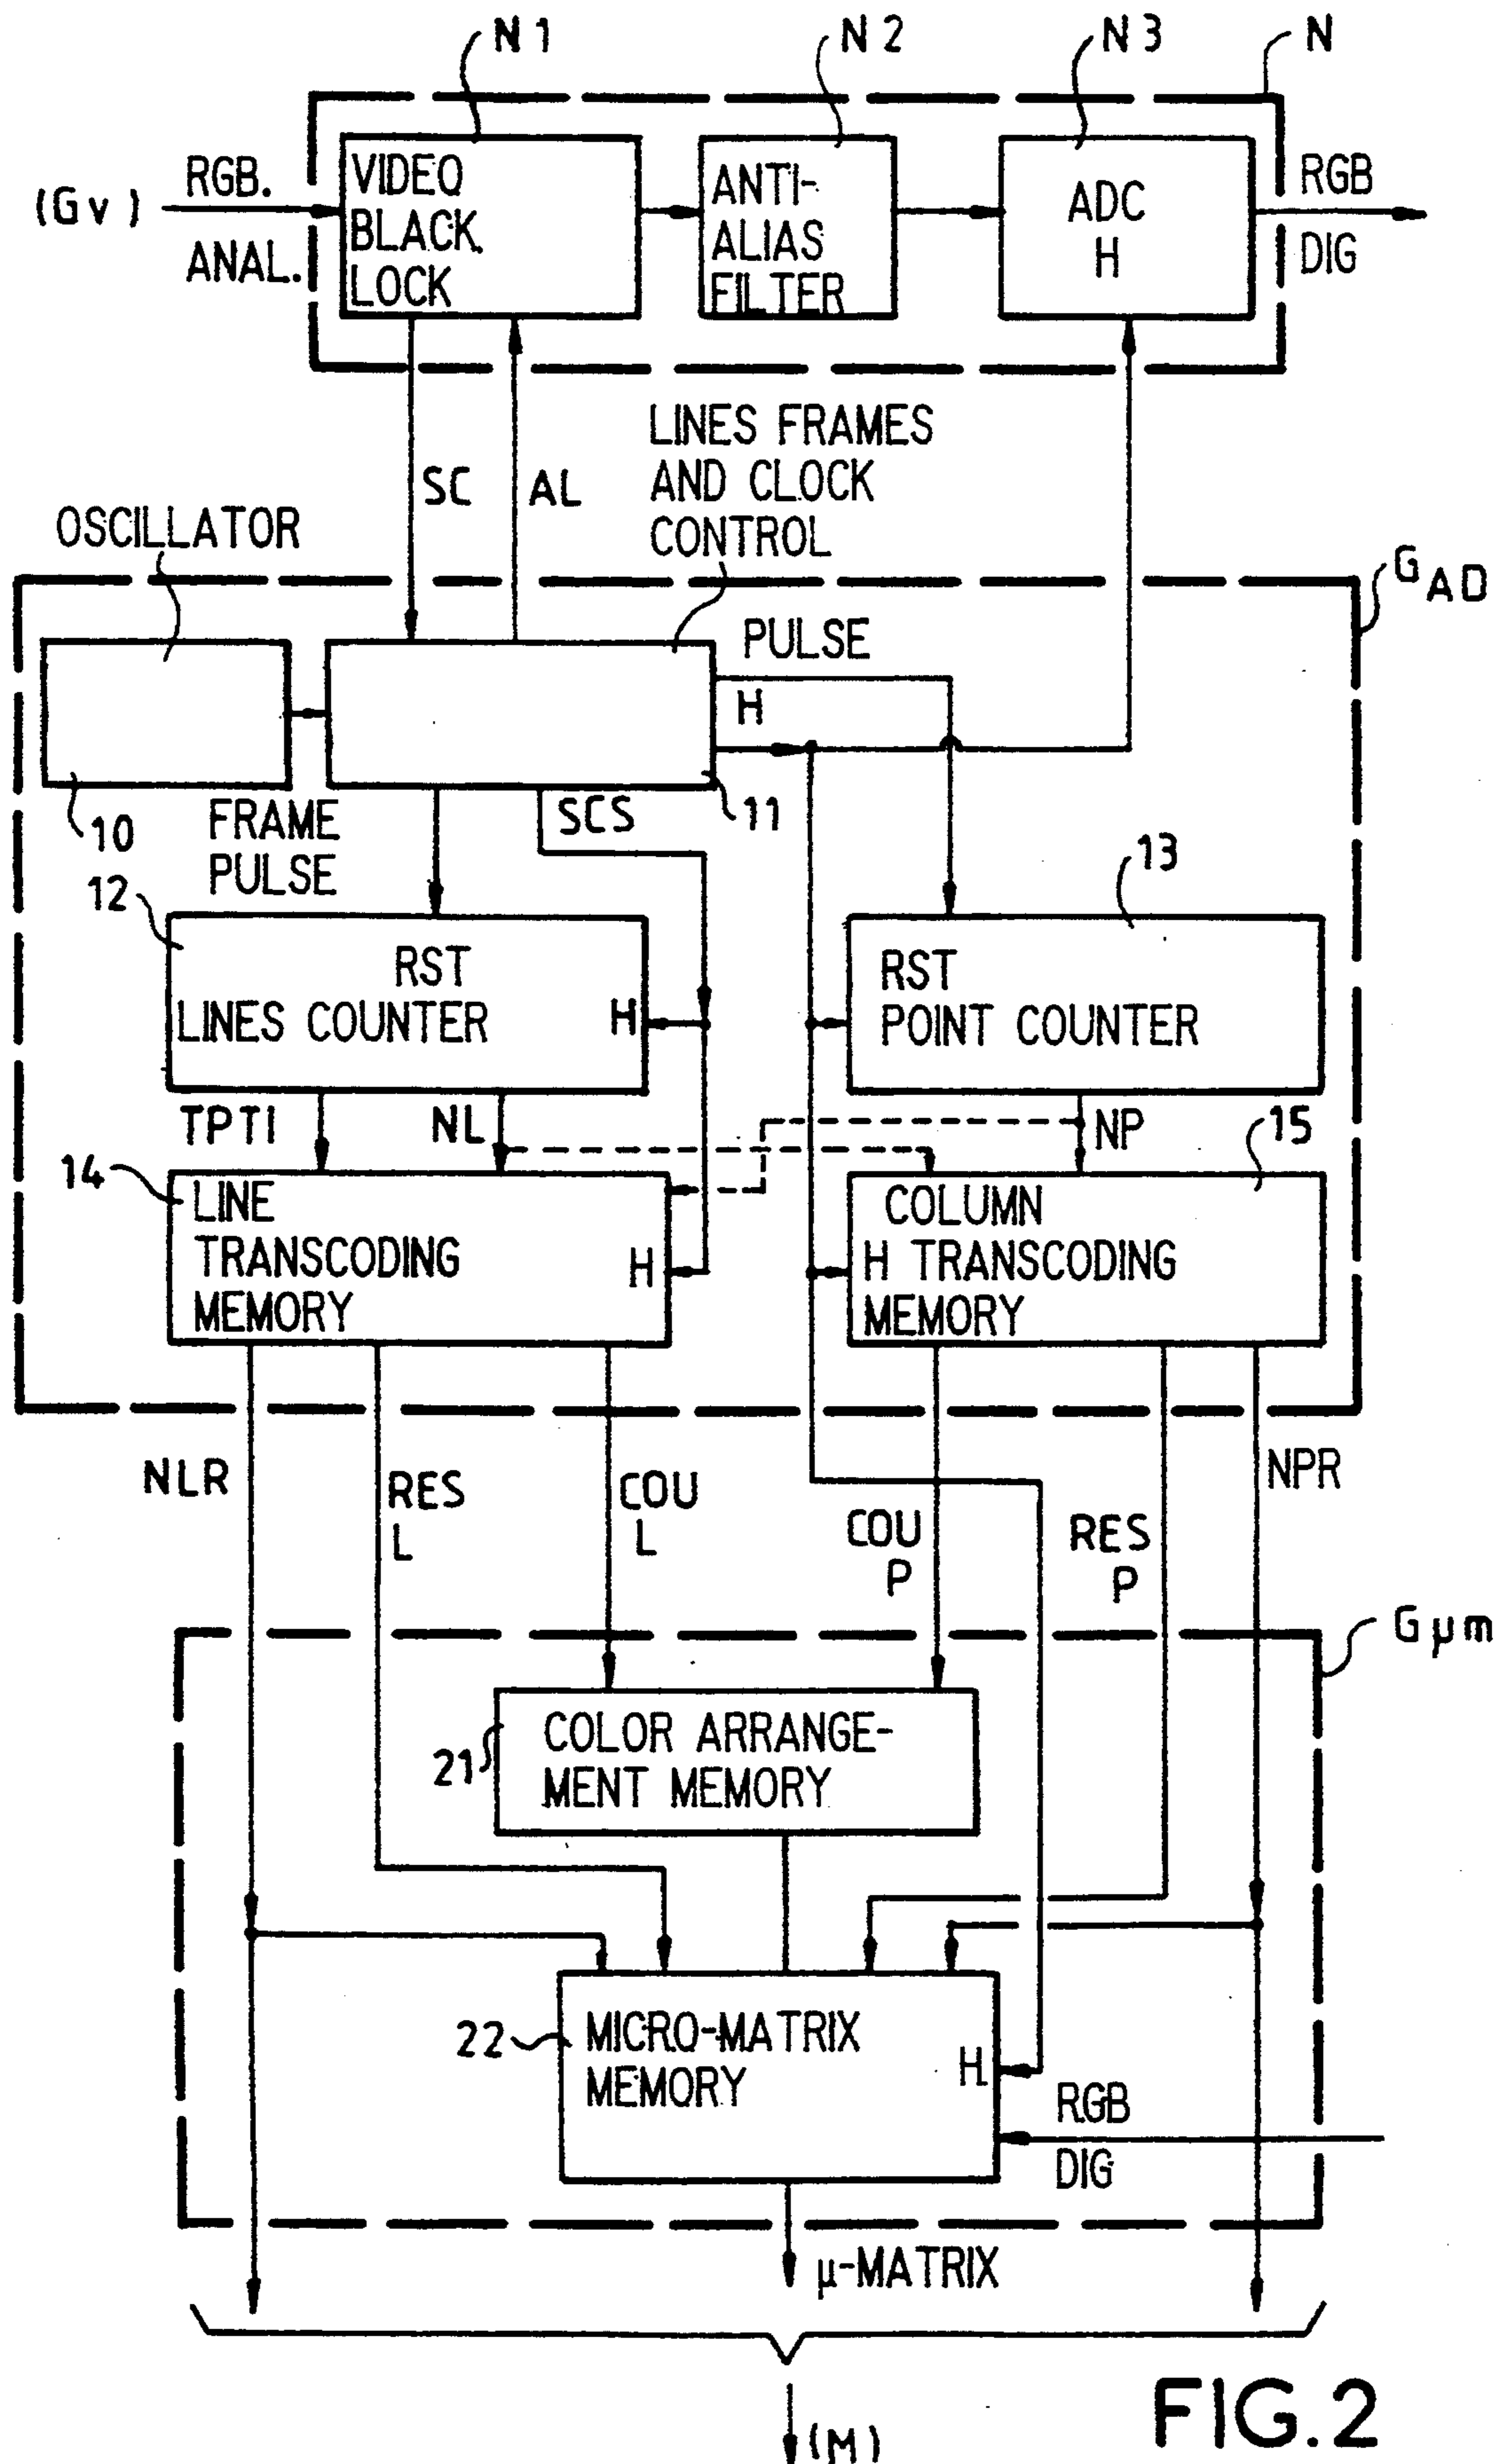 N1
N2
N3
N
(Gv)
RGB.
ANAL.
VIDEO
BLACK.
LOCK
ANTI-
ALIAS
FILTER
ADC
H
RGB
DIG
SC
AL
LINES FRAMES
AND CLOCK
CONTROL
OSCILLATOR
GAD
PULSE
H
10
11
FRAME
PULSE
SCS
12
13
RST
LINES COUNTER
H
RST
POINT COUNTER
TPTI
NL
NP
15
14
LINE
TRANSCODING
MEMORY
H
COLUMN
H TRANSCODING
MEMORY
NLR
RES
L
COU
L
COU
P
RES
P
NPR
Gμm
21
COLOR ARRANGE-
MENT MEMORY
22
MICRO-MATRIX
MEMORY
H
RGB
DIG
μ-MATRIX
(M)
FIG.2